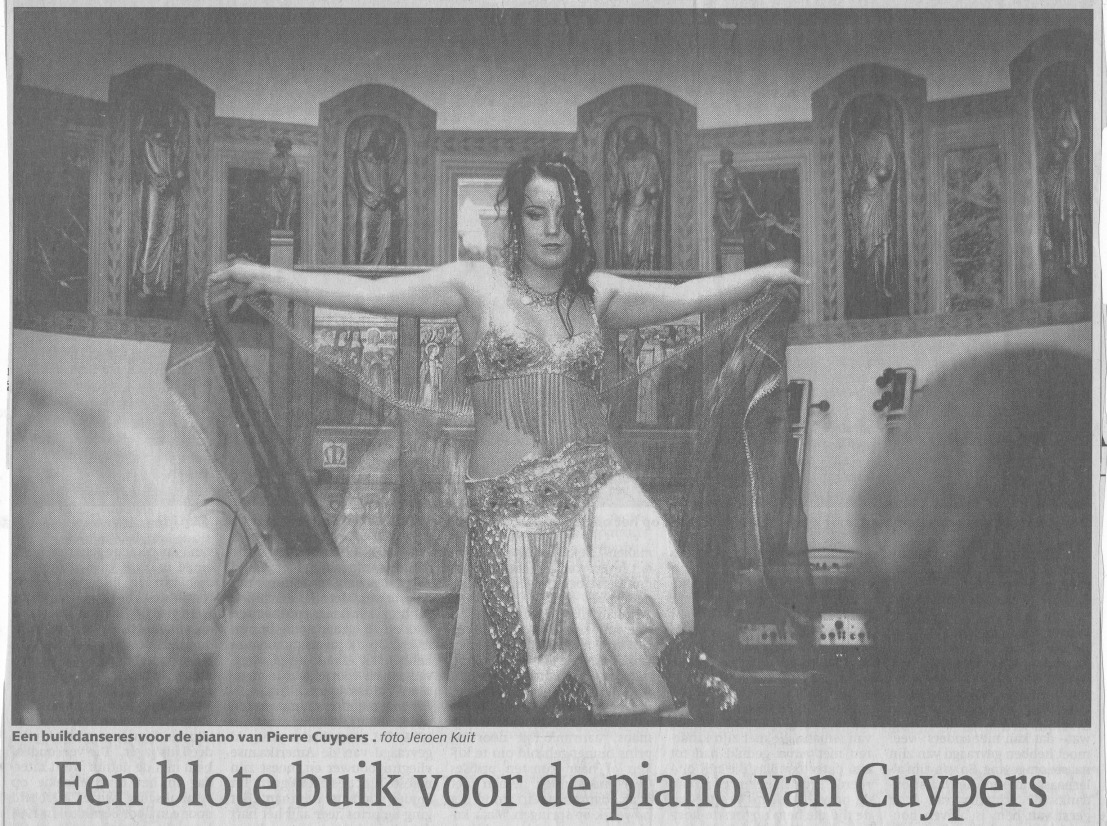 Een buikdanseres voor de piano van Pierre Cuypers . foto Jeroen Kuit
Een blote buik voor de piano van Cuypers